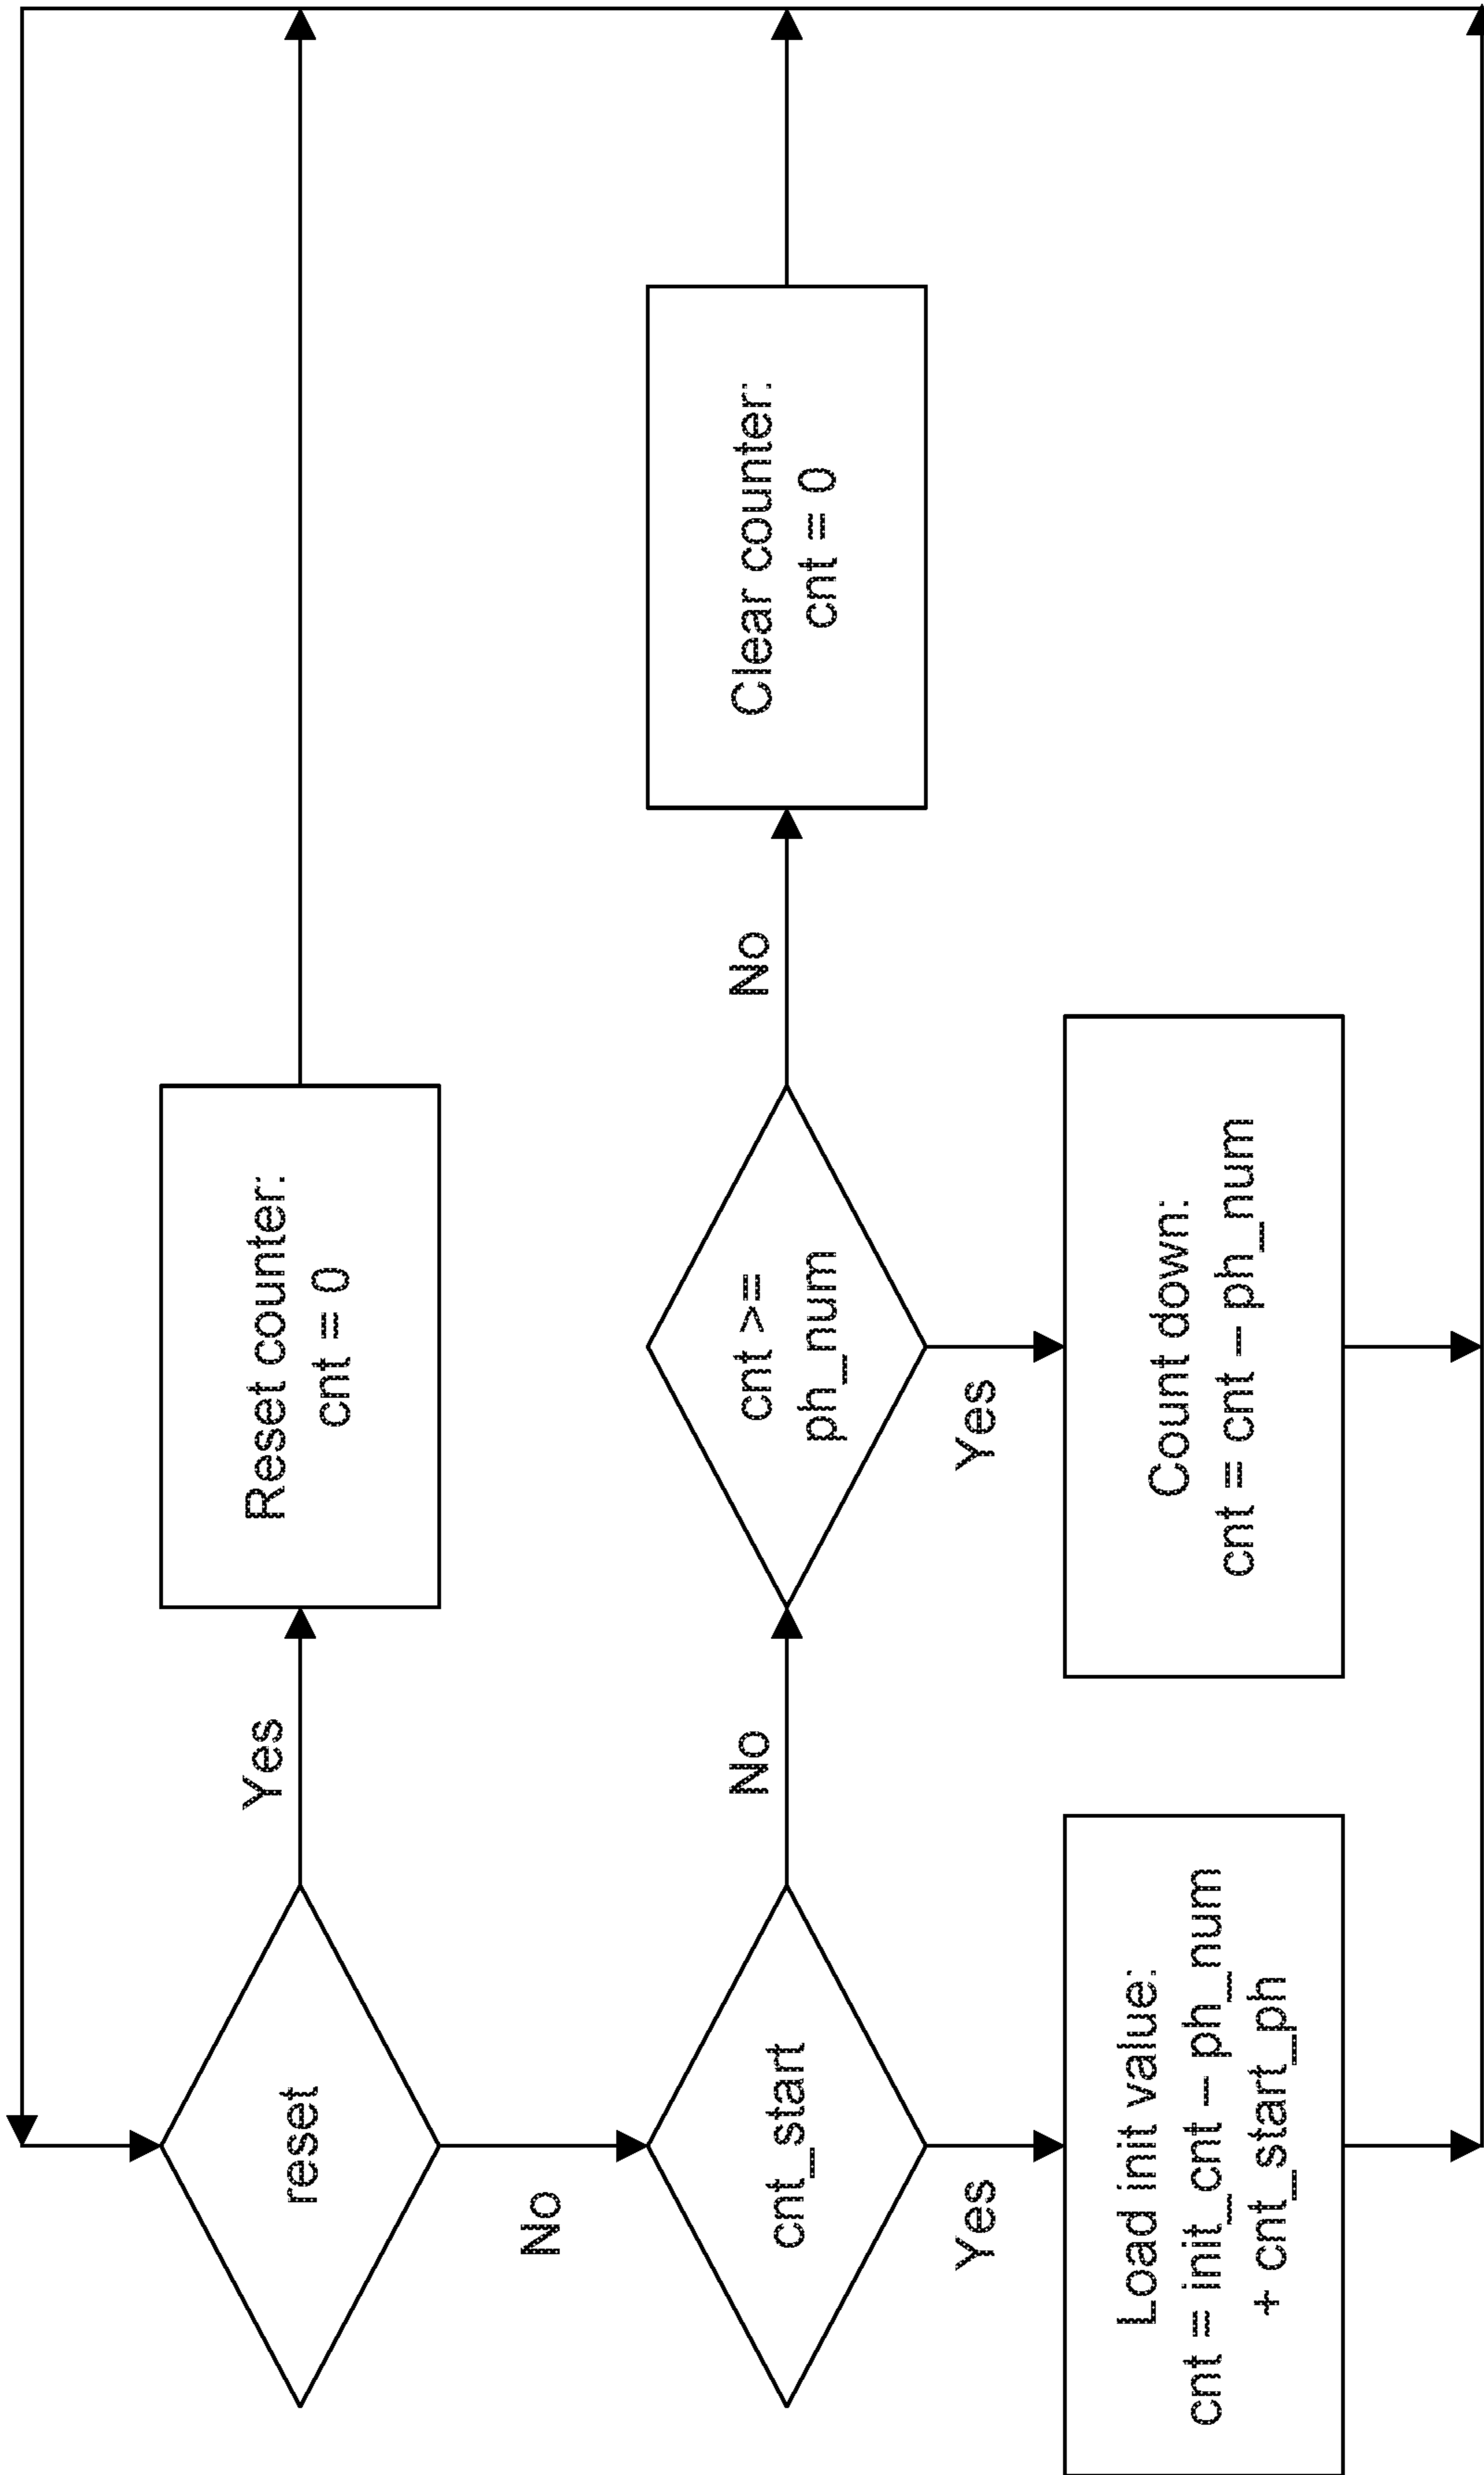 reset
Yes
Reset counter:
cnt = 0
No
cnt_start
No
cnt >=
ph_num
No
Clear counter:
cnt = 0
Yes
Yes
Load init value:
cnt = init_cnt – ph_num
+ cnt_start_ph
Count down:
cnt = cnt – ph_num